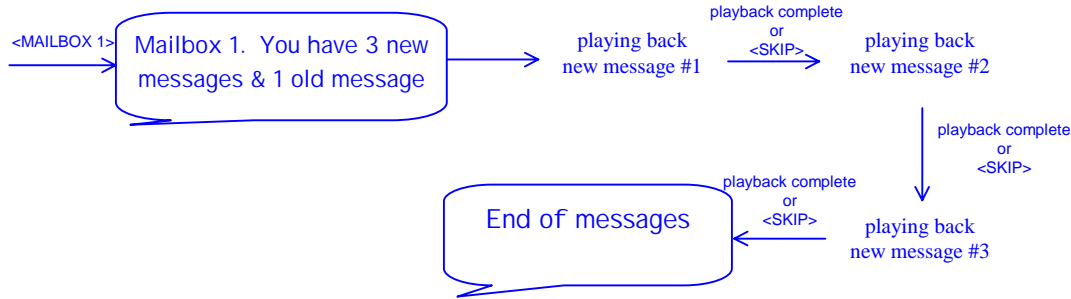 <MAILBOX 1>
Mailbox 1. You have 3 new
messages & 1 old message
playing back
new message #1
playback complete
or
<SKIP>
playing back
new message #2
playback complete
or
<SKIP>
playing back
new message #3
playback complete
or
<SKIP>
End of messages